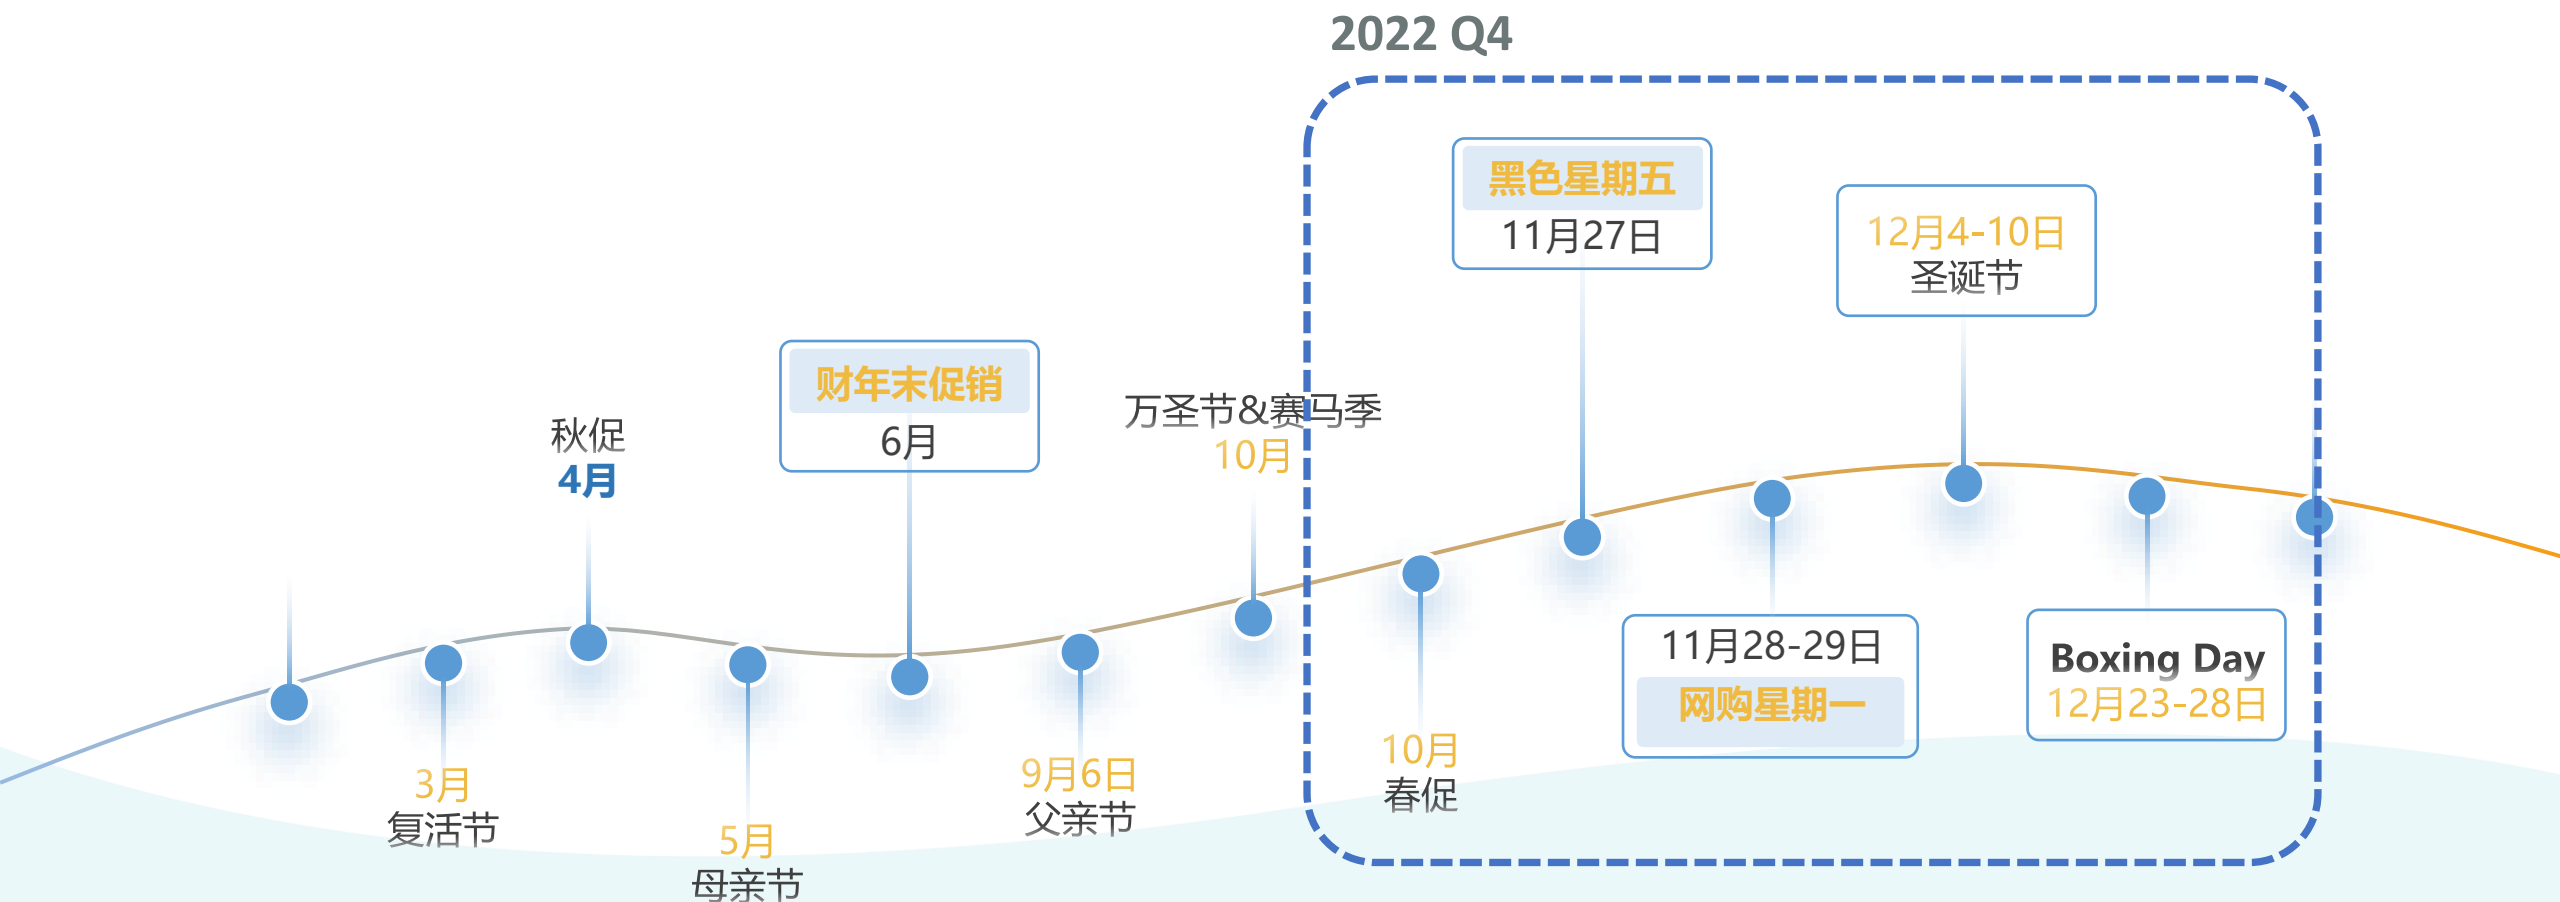 2022 Q4
黑色星期五
11月27日
12月4-10日
圣诞节
财年末促销
6月
万圣节&赛马季
10月
秋促
4月
11月28-29日
网购星期一
Boxing Day
12月23-28日
10月
春促
9月6日
父亲节
3月
复活节
5月
母亲节